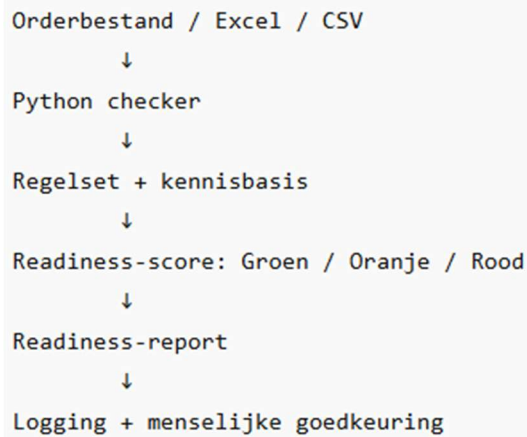 Orderbestand / Excel / CSV
↓
Python checker
↓
Regelset + kennisbasis
↓
Readiness-score: Groen / Oranje / Rood
↓
Readiness-report
↓
Logging + menselijke goedkeuring